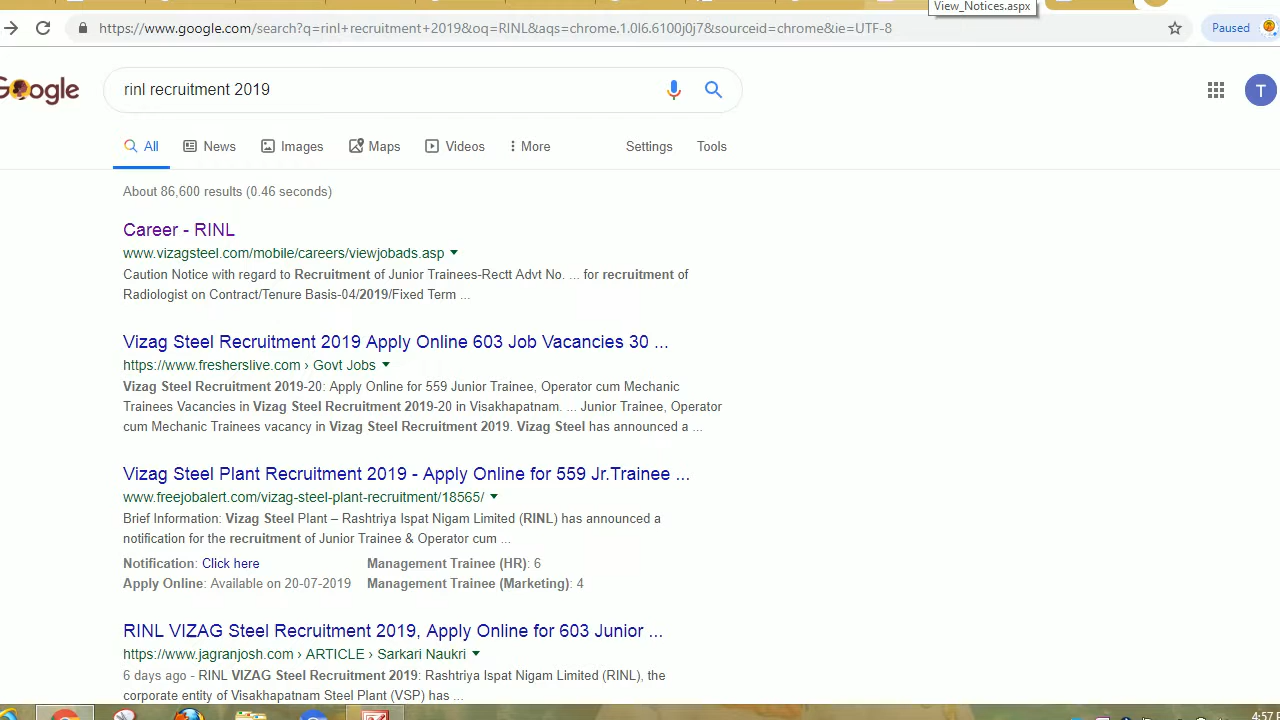 View_Notices.aspx
https://www.google.com/search?q=rinl+recruitment+2019&oq=RINL&aqs=chrome.1.0l6.6100j0j7&sourceid=chrome&ie=UTF-8 Paused
Google rinl recruitment 2019 T
All News Images Maps Videos More Settings Tools
About 86,600 results (0.46 seconds)
Career - RINL
www.vizagsteel.com/mobile/careers/viewjobads.asp
Caution Notice with regard to Recruitment of Junior Trainees-Rectt Advt No. ... for recruitment of
Radiologist on Contract/Tenure Basis-04/2019/Fixed Term ...
Vizag Steel Recruitment 2019 Apply Online 603 Job Vacancies 30 ...
https://www.fresherslive.com › Govt Jobs
Vizag Steel Recruitment 2019-20: Apply Online for 559 Junior Trainee, Operator cum Mechanic
Trainees Vacancies in Vizag Steel Recruitment 2019-20 in Visakhapatnam. ... Junior Trainee, Operator
cum Mechanic Trainees vacancy in Vizag Steel Recruitment 2019. Vizag Steel has announced a ...
Vizag Steel Plant Recruitment 2019 - Apply Online for 559 Jr.Trainee ...
www.freejobalert.com/vizag-steel-plant-recruitment/18565/
Brief Information: Vizag Steel Plant – Rashtriya Ispat Nigam Limited (RINL) has announced a
notification for the recruitment of Junior Trainee & Operator cum ...
Notification: Click here Management Trainee (HR): 6
Apply Online: Available on 20-07-2019 Management Trainee (Marketing): 4
RINL VIZAG Steel Recruitment 2019, Apply Online for 603 Junior ...
https://www.jagranjosh.com › ARTICLE › Sarkari Naukri
6 days ago - RINL VIZAG Steel Recruitment 2019: Rashtriya Ispat Nigam Limited (RINL), the
corporate entity of Visakhapatnam Steel Plant (VSP) has ...
4:57